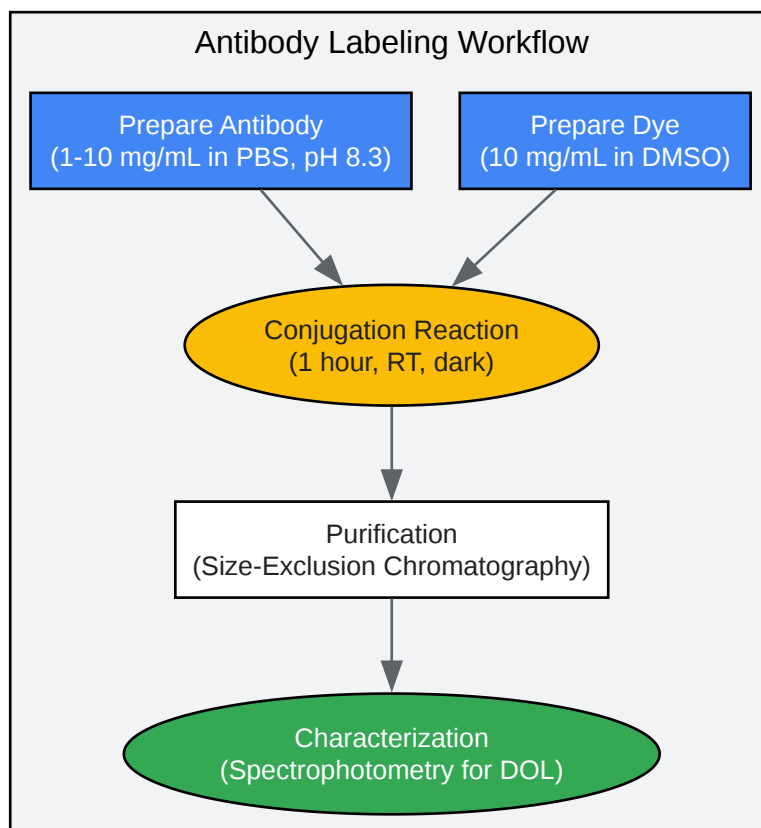 Antibody Labeling Workflow
Prepare Antibody
(1-10 mg/mL in PBS, pH 8.3)
Prepare Dye
(10 mg/mL in DMSO)
Conjugation Reaction
(1 hour, RT, dark)
Purification
(Size-Exclusion Chromatography)
Characterization
(Spectrophotometry for DOL)